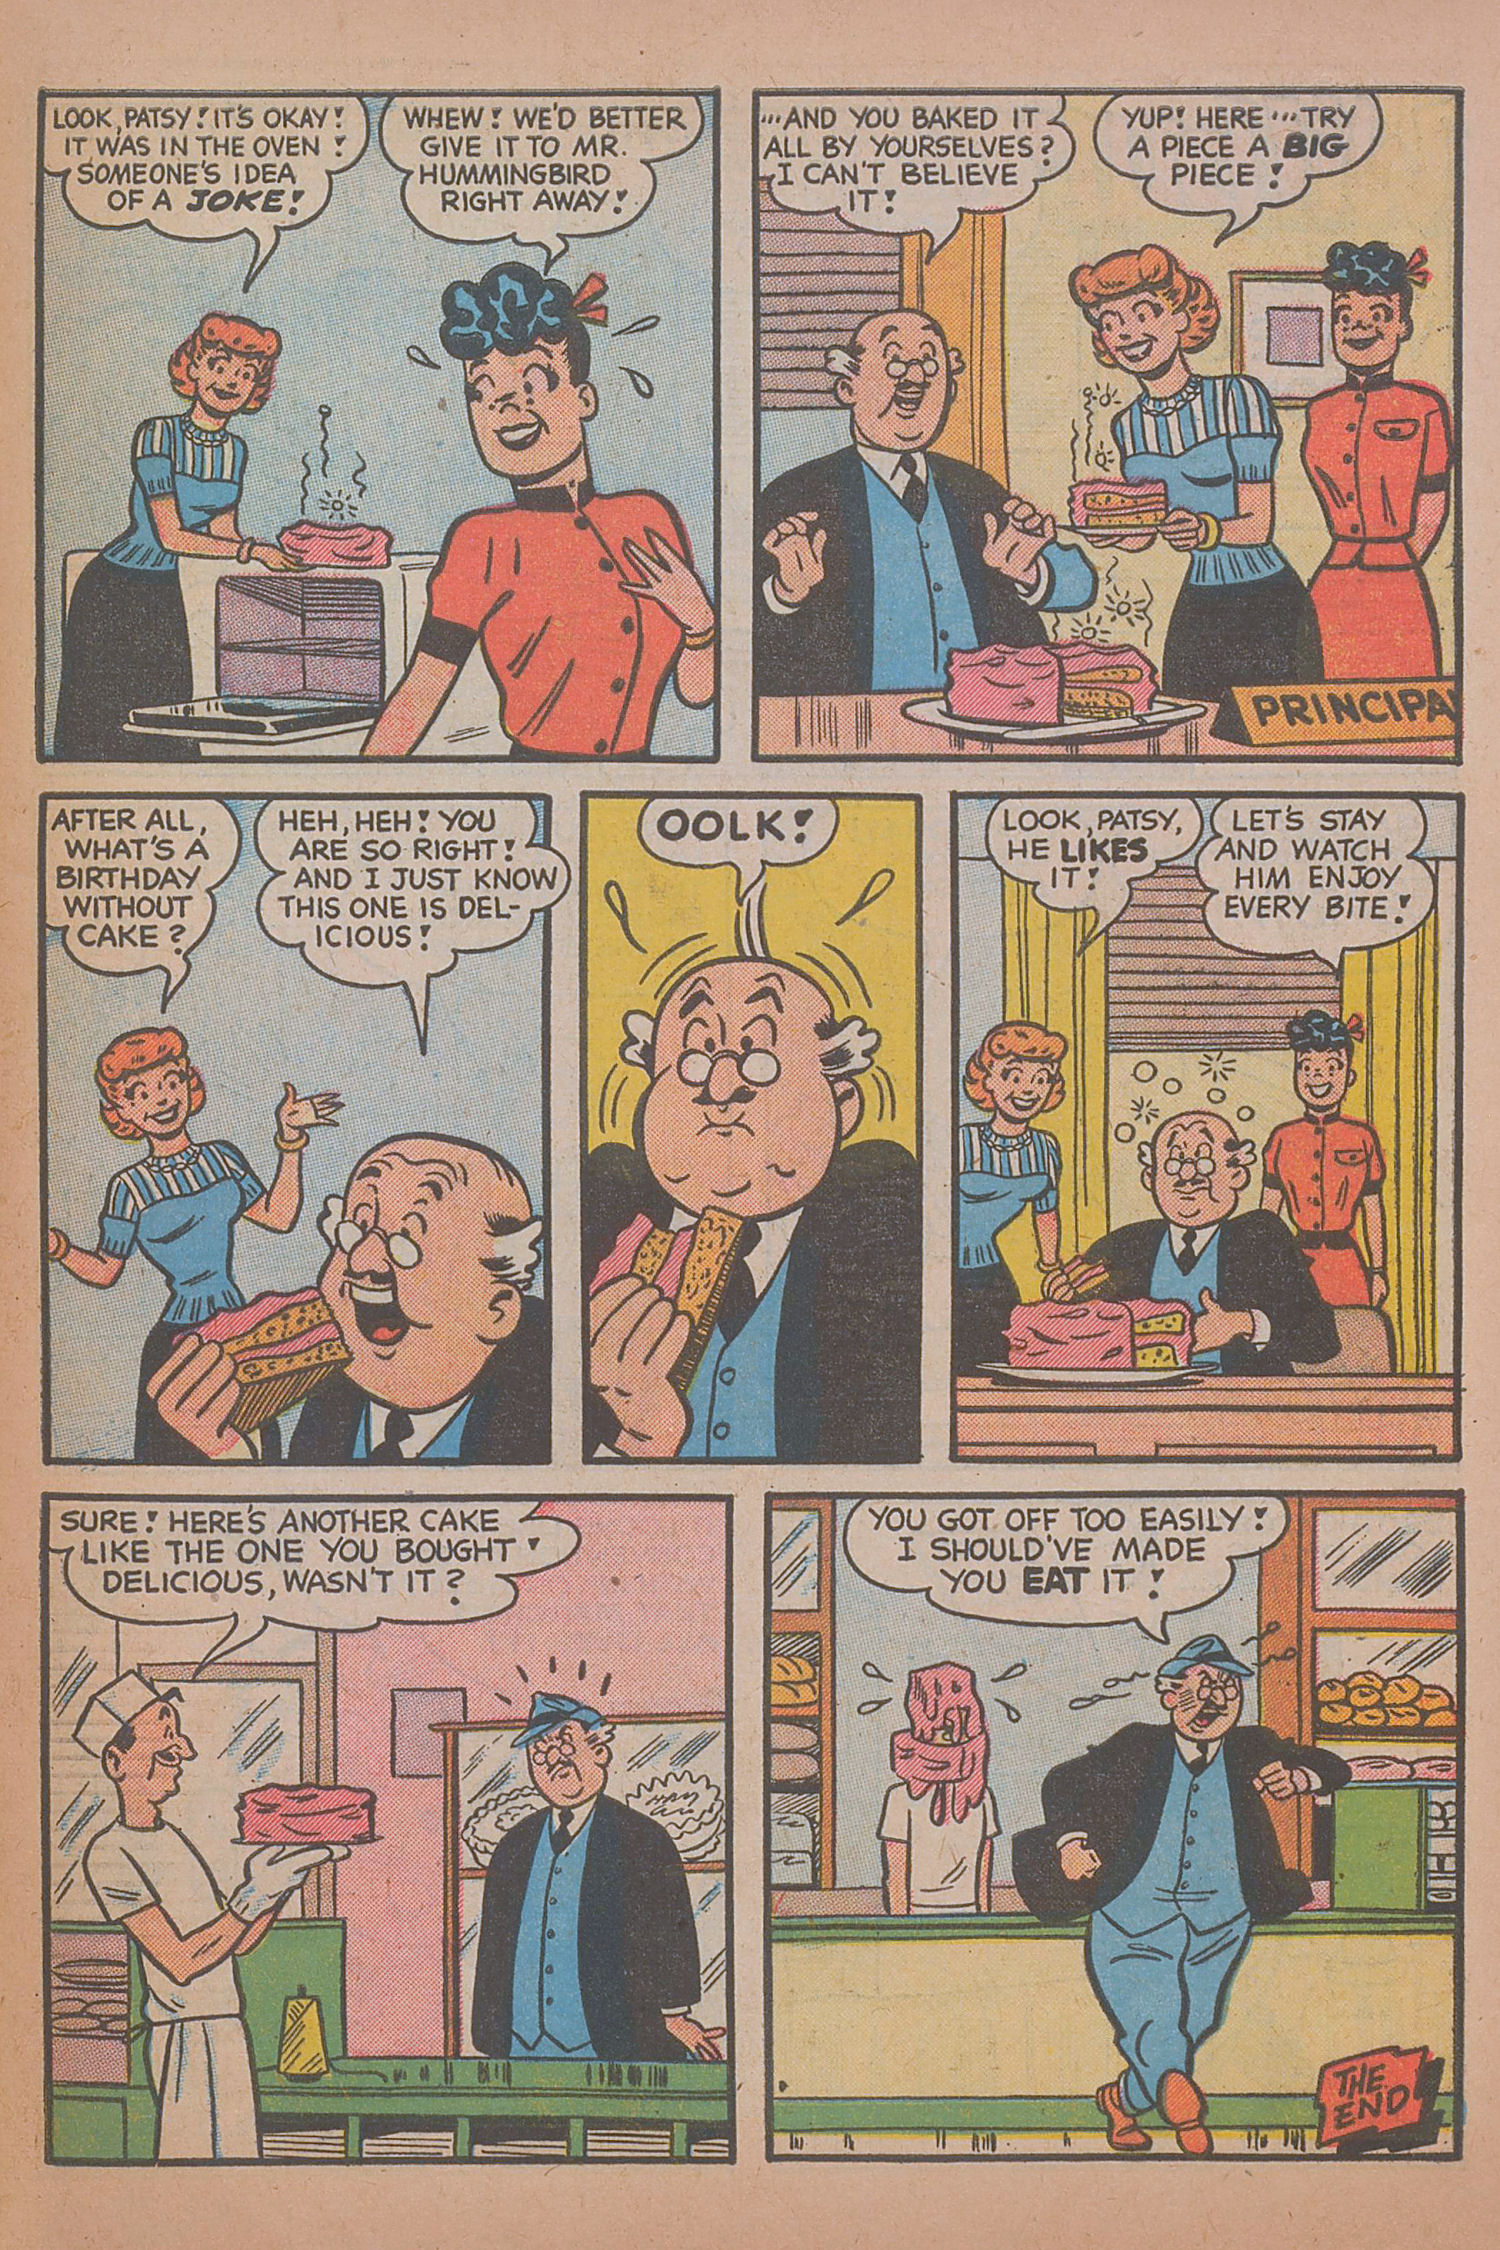 LOOK, PATSY! IT'S OKAY!
IT WAS IN THE OVEN!
SOMEONE'S IDEA
OF A JOKE!
WHEW! WE'D BETTER
GIVE IT TO MR.
HUMMINGBIRD
RIGHT AWAY!
...AND YOU BAKED IT
ALL BY YOURSELVES?
I CAN'T BELIEVE
IT!
YUP! HERE...TRY
A PIECE A BIG
PIECE!
PRINCIPA
AFTER ALL,
WHAT'S A
BIRTHDAY
WITHOUT
CAKE?
HEH, HEH! YOU
ARE SO RIGHT!
AND I JUST KNOW
THIS ONE IS DEL-
ICIOUS!
OOLK!
LOOK, PATSY,
HE LIKES
IT!
LET'S STAY
AND WATCH
HIM ENJOY
EVERY BITE!
SURE! HERE'S ANOTHER CAKE
LIKE THE ONE YOU BOUGHT!
DELICIOUS, WASN'T IT?
YOU GOT OFF TOO EASILY!
I SHOULD'VE MADE
YOU EAT IT!
THE
END